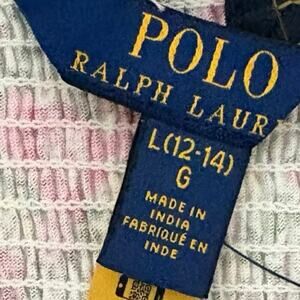 POLO
RALPH LAUR
L(12-14)
G
MADE IN
INDIA
FABRIQUÉ EN
INDE